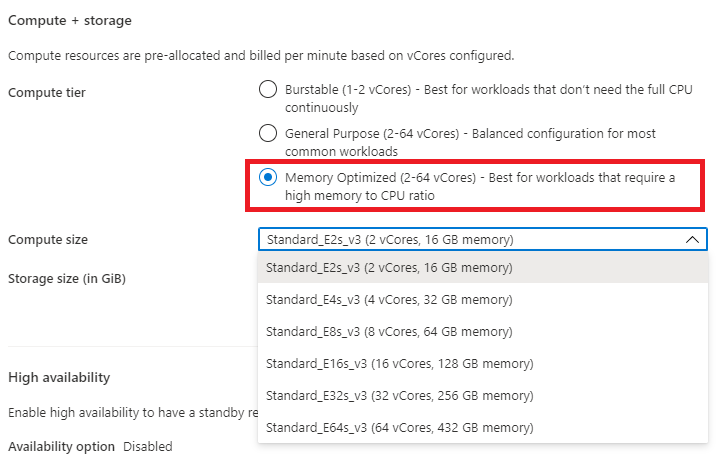 Compute + storage
Compute resources are pre-allocated and billed per minute based on vCores configured.
Compute tier
Burstable (1-2 vCores) - Best for workloads that don't need the full CPU
continuously
General Purpose (2-64 vCores) - Balanced configuration for most
common workloads
Memory Optimized (2-64 vCores) - Best for workloads that require a
high memory to CPU ratio
Compute size
Standard_E2s_v3 (2 vCores, 16 GB memory)
Storage size (in GiB)
Standard_E2s_v3 (2 vCores, 16 GB memory)
Standard_E4s_v3 (4 vCores, 32 GB memory)
Standard_E8s_v3 (8 vCores, 64 GB memory)
Standard_E16s_v3 (16 vCores, 128 GB memory)
Standard_E32s_v3 (32 vCores, 256 GB memory)
Standard_E64s_v3 (64 vCores, 432 GB memory)
High availability
Enable high availability to have a standby re
Availability option Disabled